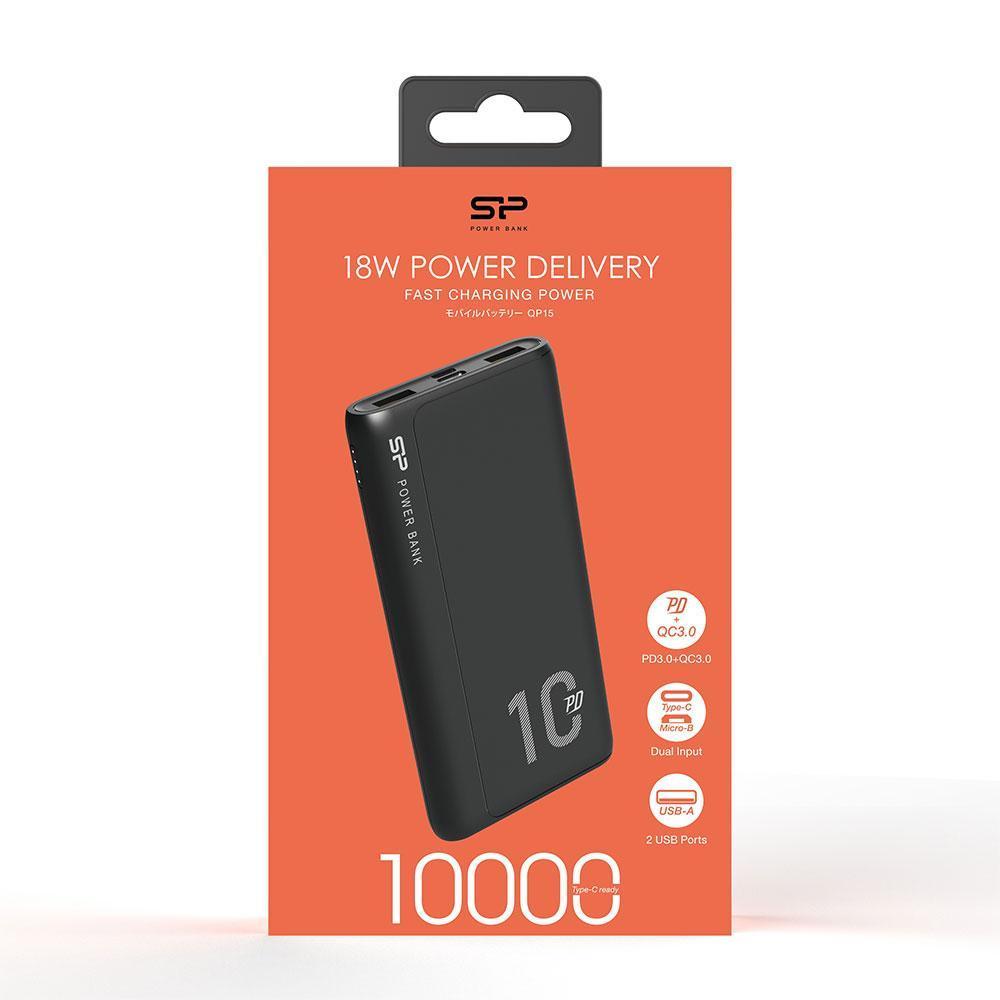 SP
POWER BANK
18W POWER DELIVERY
FAST CHARGING POWER
モバイルバッテリー QP15
SP POWER BANK
10
PD
PD
+
QC3.0
PD3.0+QC3.0
Type-C
Micro-B
Dual Input
USB-A
2 USB Ports
10000
Type-C ready